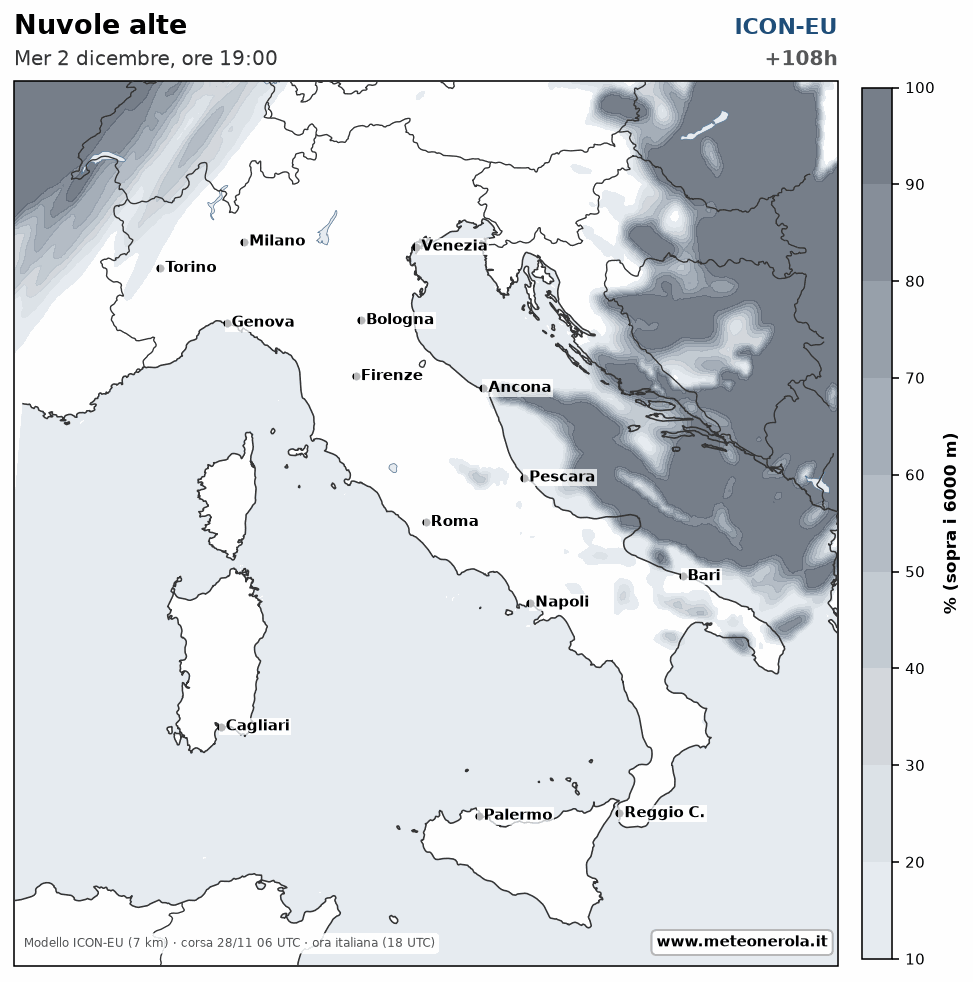 Nuvole alte
ICON-EU
Mer 2 dicembre, ore 19:00
+108h
100
90
80
70
60
50
40
30
20
10
% (sopra i 6000 m)
Milano
Venezia
Torino
Genova
Bologna
Firenze
Ancona
Pescara
Roma
Bari
Napoli
Cagliari
Palermo
Reggio C.
Modello ICON-EU (7 km) · corsa 28/11 06 UTC · ora italiana (18 UTC)
www.meteonerola.it